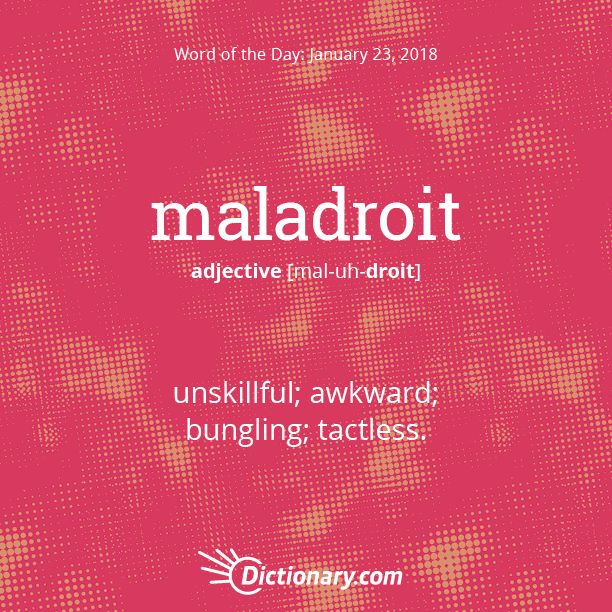 Word of the Day: January 23, 2018
maladroit
adjective [mal-uh-droit]
unskillful; awkward;
bungling; tactless.
Dictionary.com